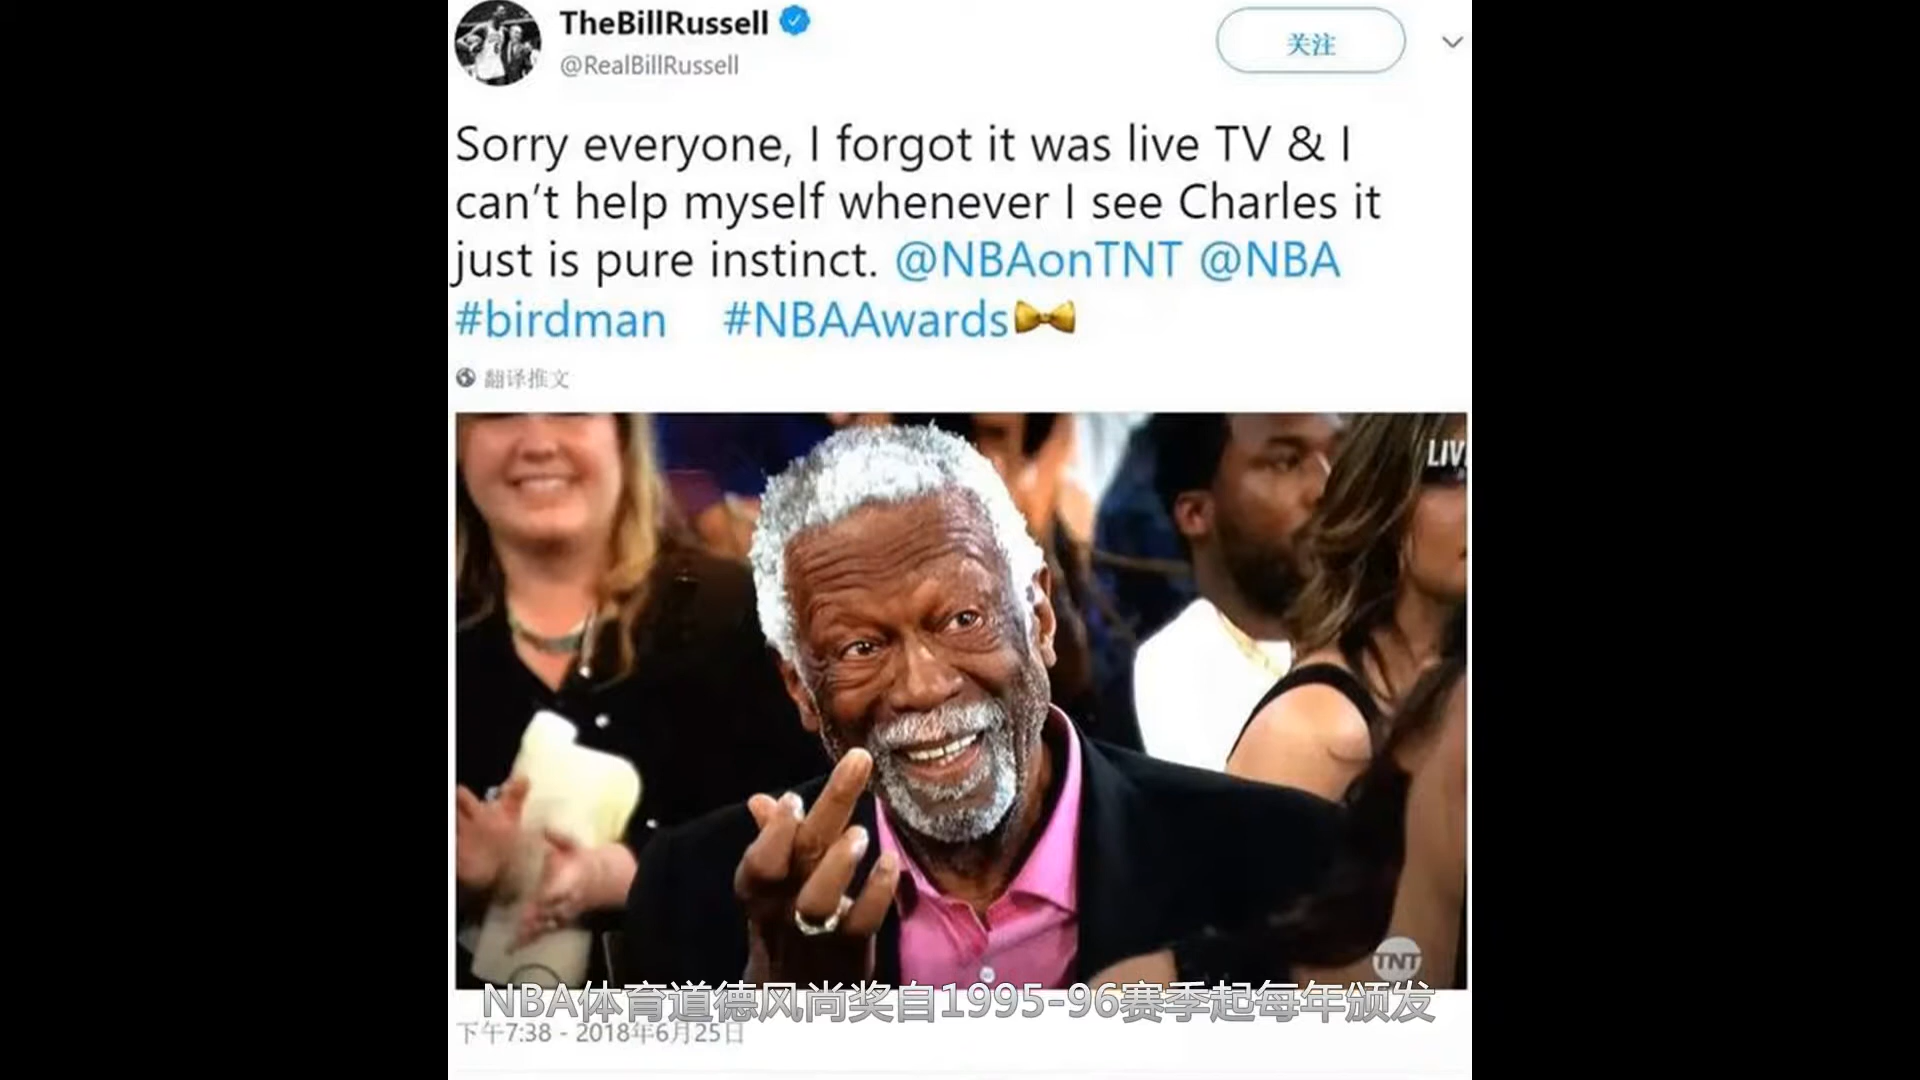 TheBillRussell
@RealBillRussell
关注
Sorry everyone, I forgot it was live TV & I
can't help myself whenever I see Charles it
just is pure instinct. @NBAonTNT @NBA
#birdman #NBAAwards
翻译推文
LIV
TNT
NBA体育道德风尚奖自1995-96赛季起每年颁发
下午7:38 - 2018年6月25日